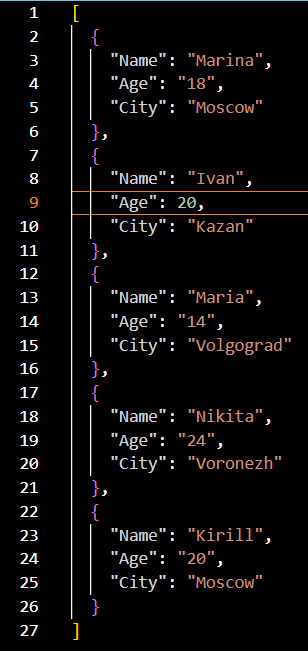 1 [
2   {
3     "Name": "Marina",
4     "Age": "18",
5     "City": "Moscow"
6   },
7   {
8     "Name": "Ivan",
9     "Age": 20,
10     "City": "Kazan"
11   },
12   {
13     "Name": "Maria",
14     "Age": "14",
15     "City": "Volgograd"
16   },
17   {
18     "Name": "Nikita",
19     "Age": "24",
20     "City": "Voronezh"
21   },
22   {
23     "Name": "Kirill",
24     "Age": "20",
25     "City": "Moscow"
26   }
27 ]